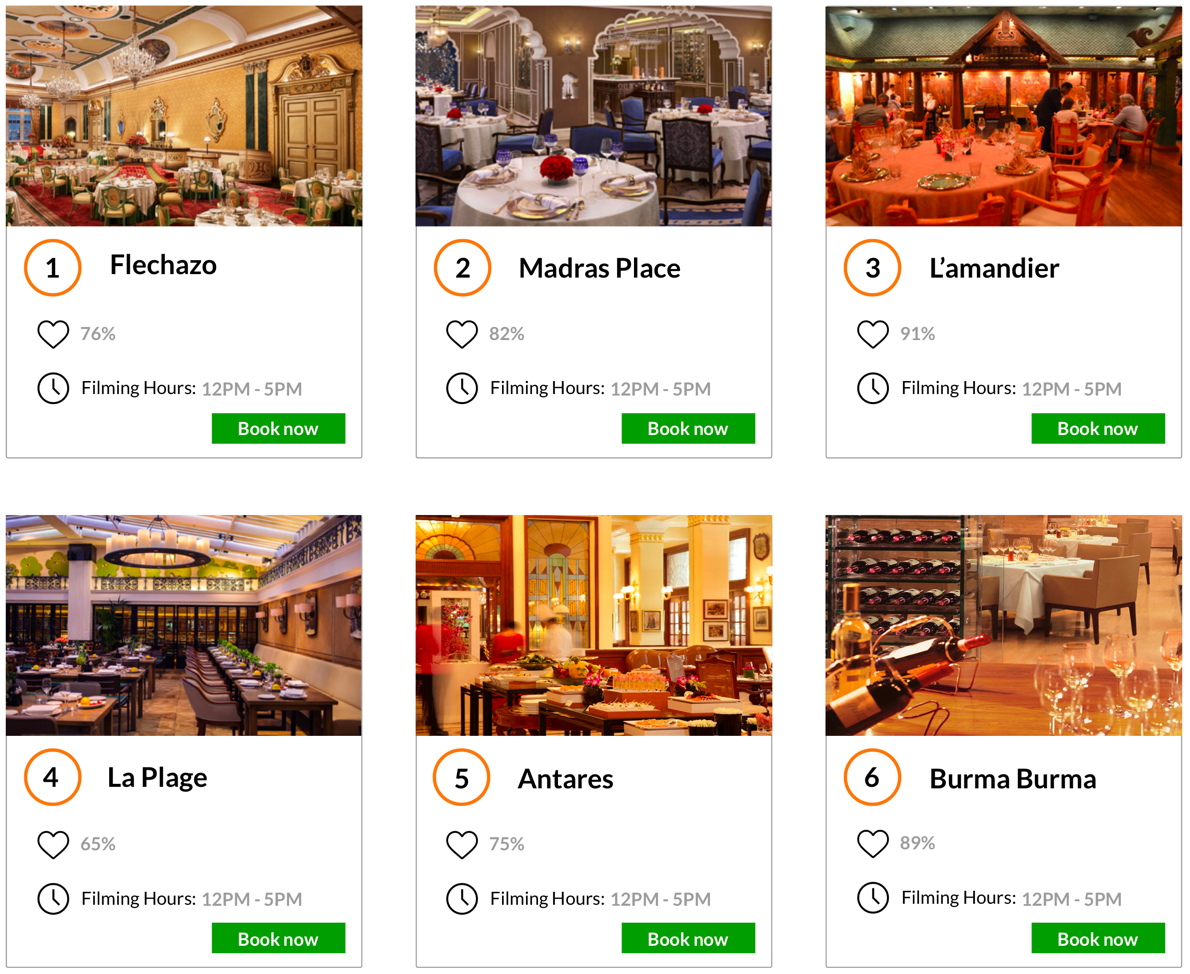 1 Flechazo
76%
Filming Hours: 12PM - 5PM
Book now
2 Madras Place
82%
Filming Hours: 12PM - 5PM
Book now
3 L’amandier
91%
Filming Hours: 12PM - 5PM
Book now
4 La Plage
65%
Filming Hours: 12PM - 5PM
Book now
5 Antares
75%
Filming Hours: 12PM - 5PM
Book now
6 Burma Burma
89%
Filming Hours: 12PM - 5PM
Book now